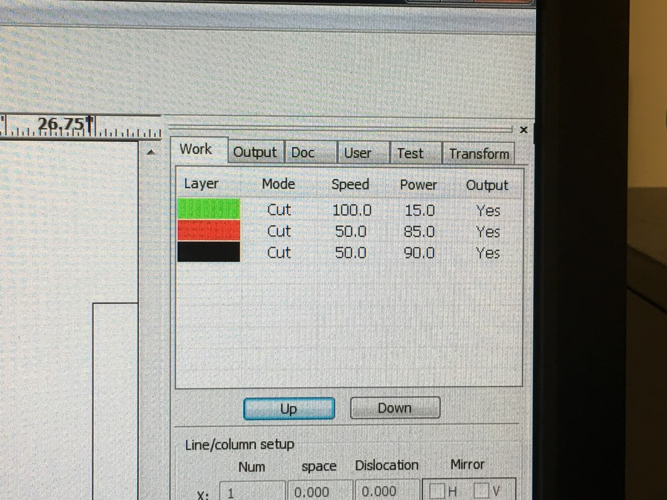 26.75
Work Output Doc User Test Transform
Layer Mode Speed Power Output
Cut 100.0 15.0 Yes
Cut 50.0 85.0 Yes
Cut 50.0 90.0 Yes
Up Down
Line/column setup
Num space Dislocation Mirror
X: 1 0.000 0.000 H V